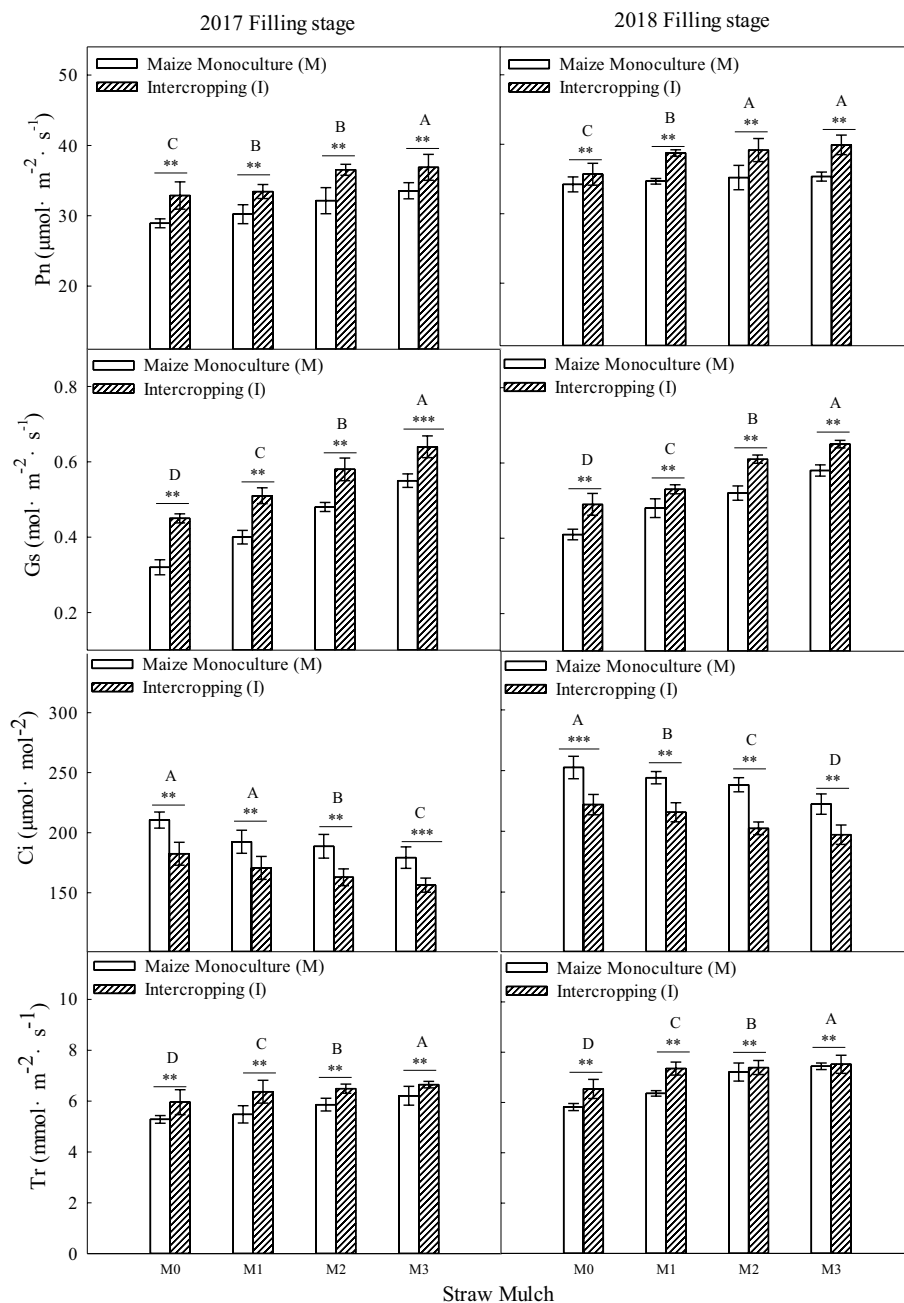 2017 Filling stage
2018 Filling stage
Maize Monoculture (M)
Intercropping (I)
Pn (μmol· m-2 · s-1)
50
40
30
20
C
**
B
**
B
**
A
**
Maize Monoculture (M)
Intercropping (I)
C
**
B
**
A
**
A
**
Maize Monoculture (M)
Intercropping (I)
Gs (mol· m-2 · s-1)
0.8
0.6
0.4
0.2
D
**
C
**
B
**
A
***
Maize Monoculture (M)
Intercropping (I)
D
**
C
**
B
**
A
**
Maize Monoculture (M)
Intercropping (I)
Ci (μmol· mol-2)
300
250
200
150
A
**
A
**
B
**
C
***
Maize Monoculture (M)
Intercropping (I)
A
***
B
**
C
**
D
**
Maize Monoculture (M)
Intercropping (I)
Tr (mmol· m-2 · s-1)
10
8
6
4
2
0
D
**
C
**
B
**
A
**
Maize Monoculture (M)
Intercropping (I)
D
**
C
**
B
**
A
**
M0 M1 M2 M3
M0 M1 M2 M3
Straw Mulch